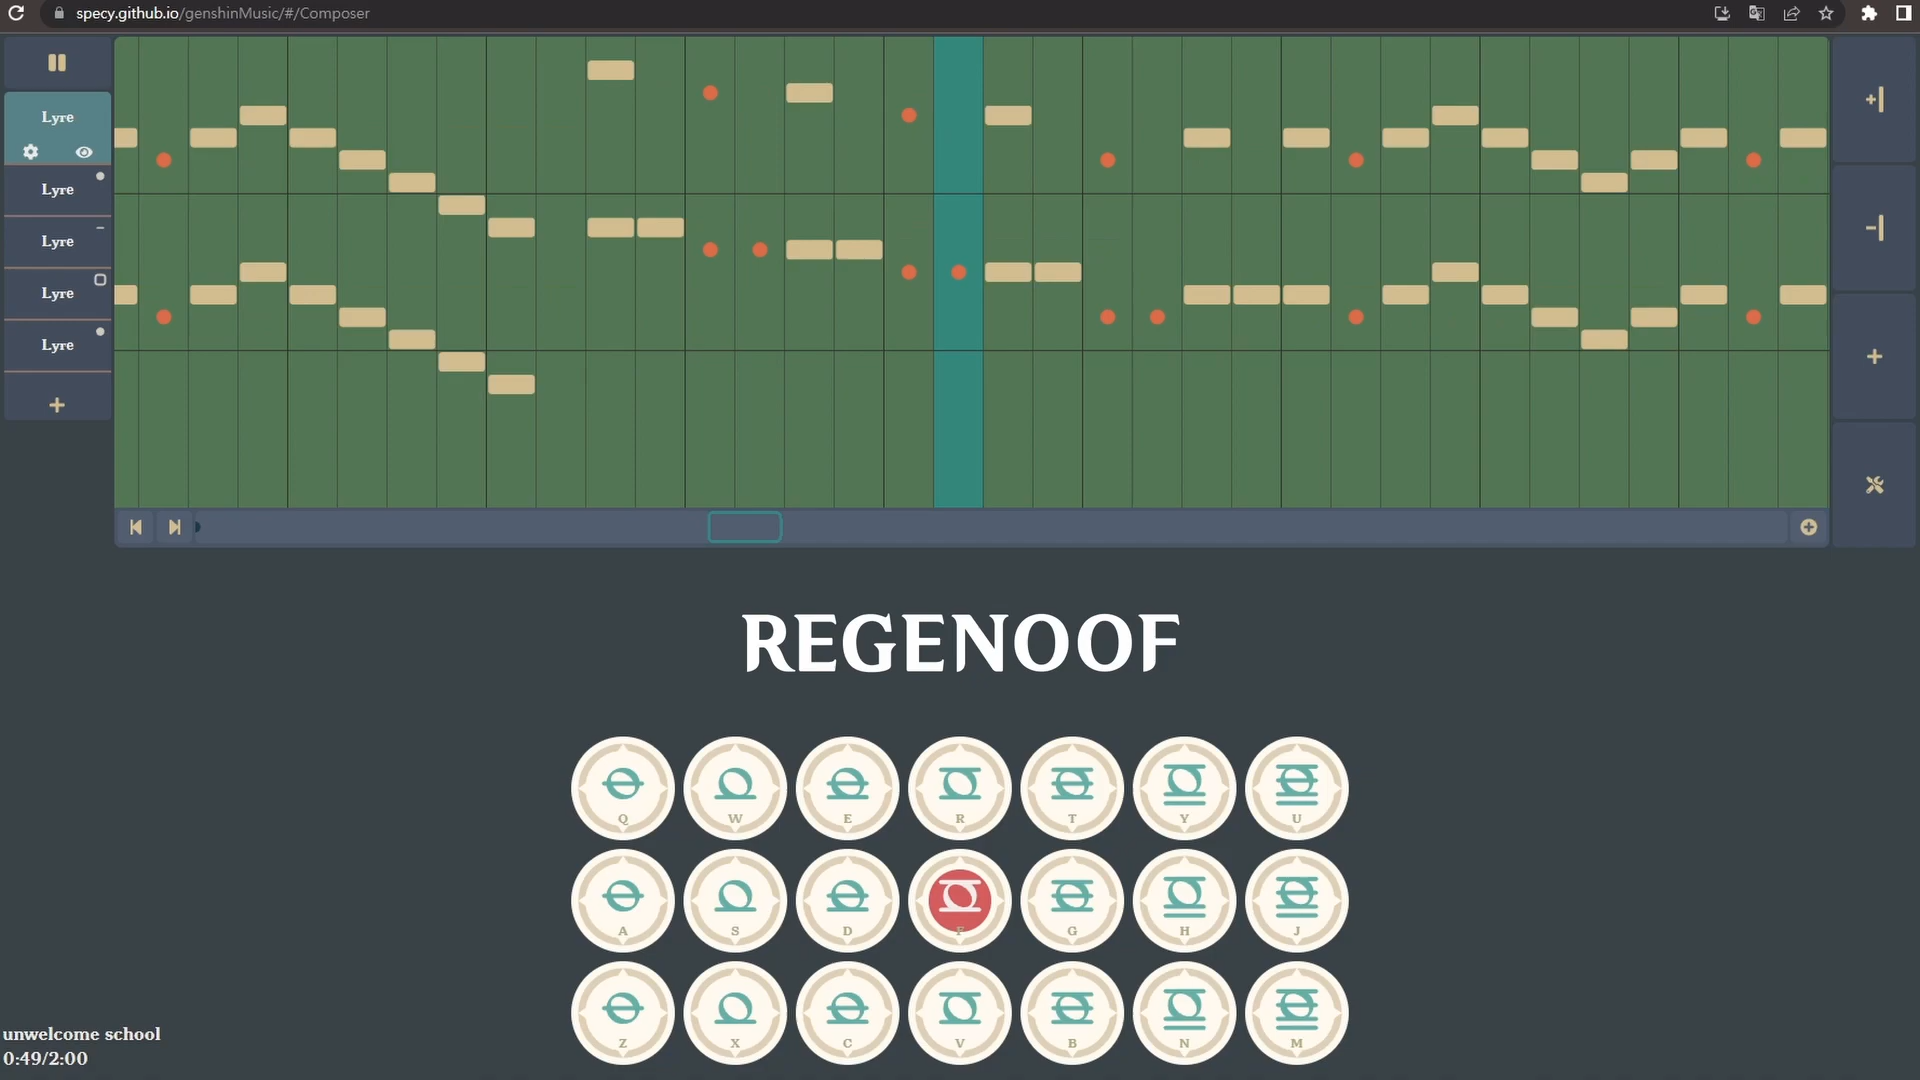 specy.github.io/genshinMusic/#/Composer
Lyre
Lyre
Lyre
Lyre
Lyre
REGENOOF
Q W E R T Y U
A S D F G H J
Z X C V B N M
unwelcome school
0:49/2:00